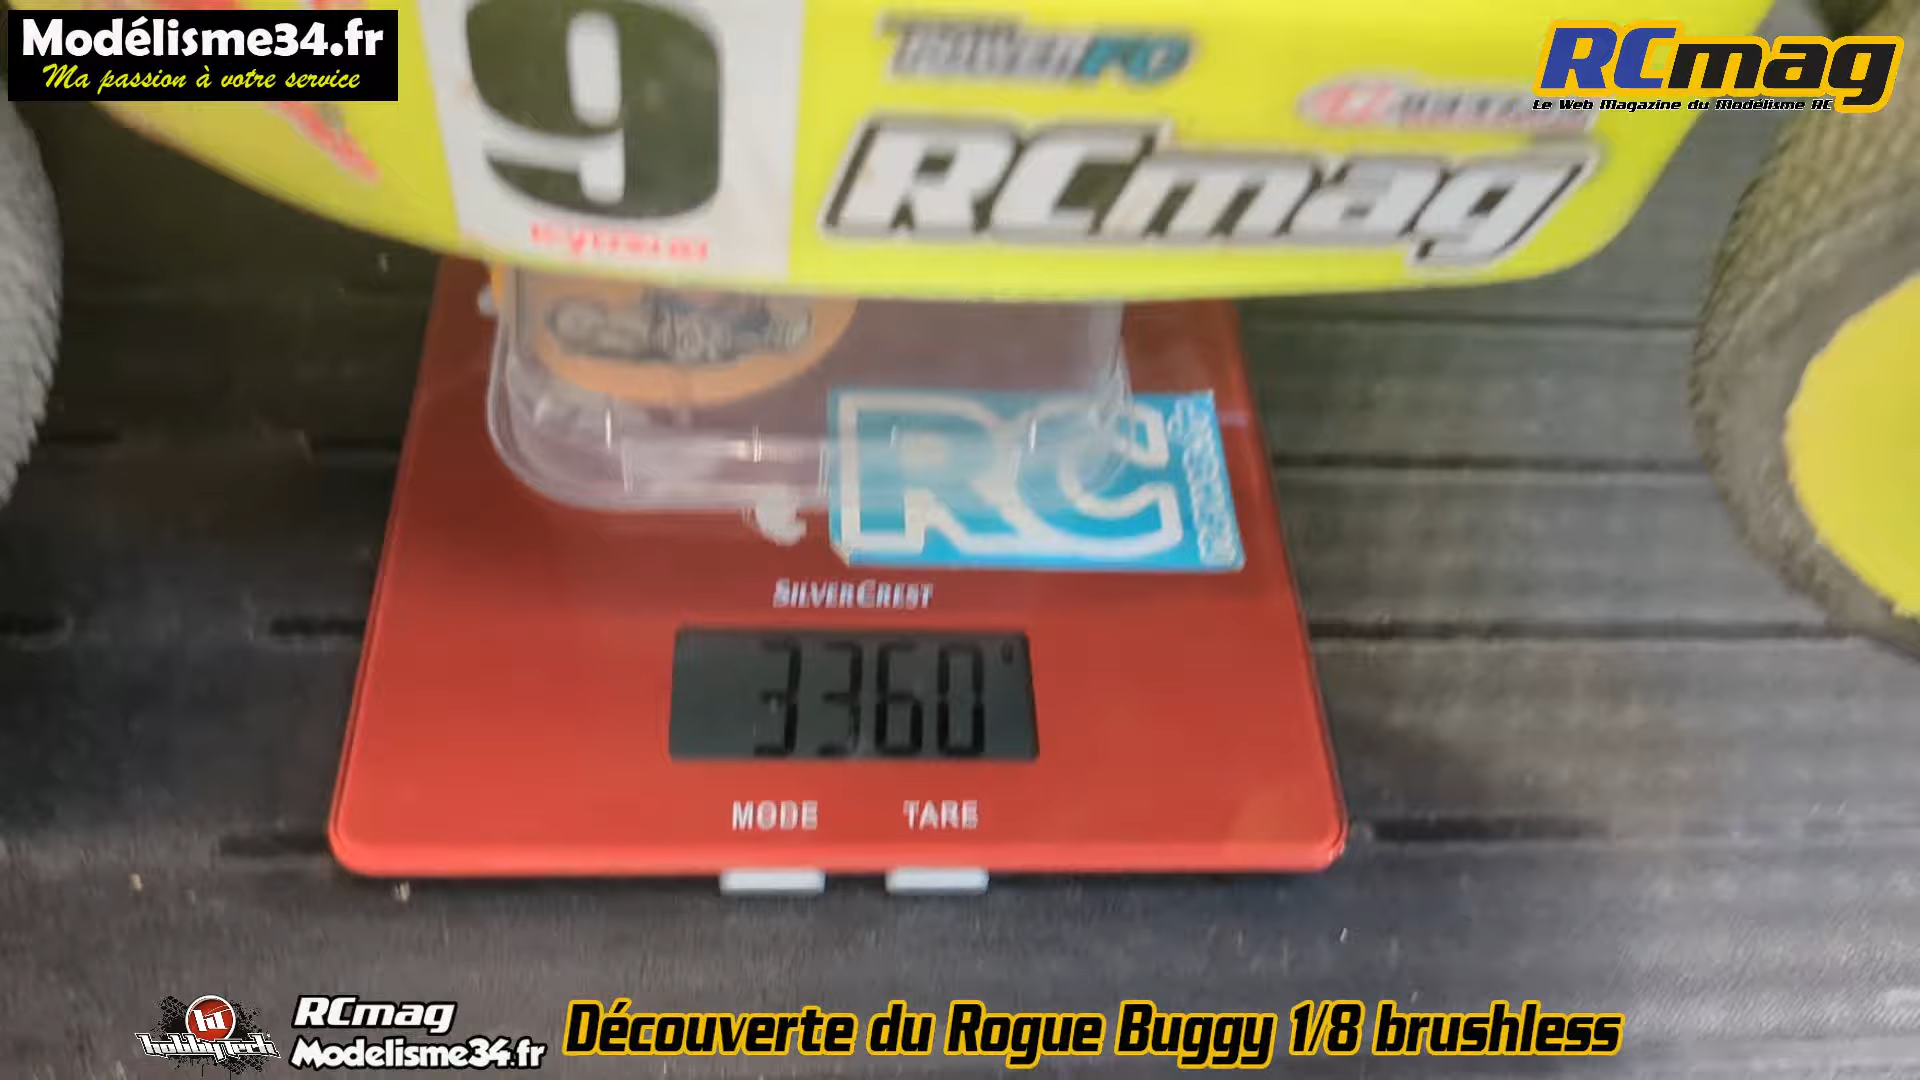 Modélisme34.fr
Ma passion à votre service
RCmag
Le Web Magazine du Modélisme RC
9
RCmag
RC
SILVERCREST
3360
MODE
TARE
hobbytech
RCmag
Modelisme34.fr
Découverte du Rogue Buggy 1/8 brushless